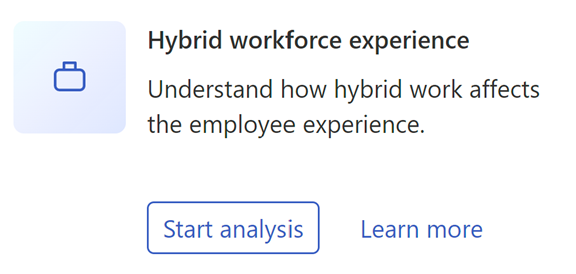 Hybrid workforce experience
Understand how hybrid work affects
the employee experience.
Start analysis
Learn more